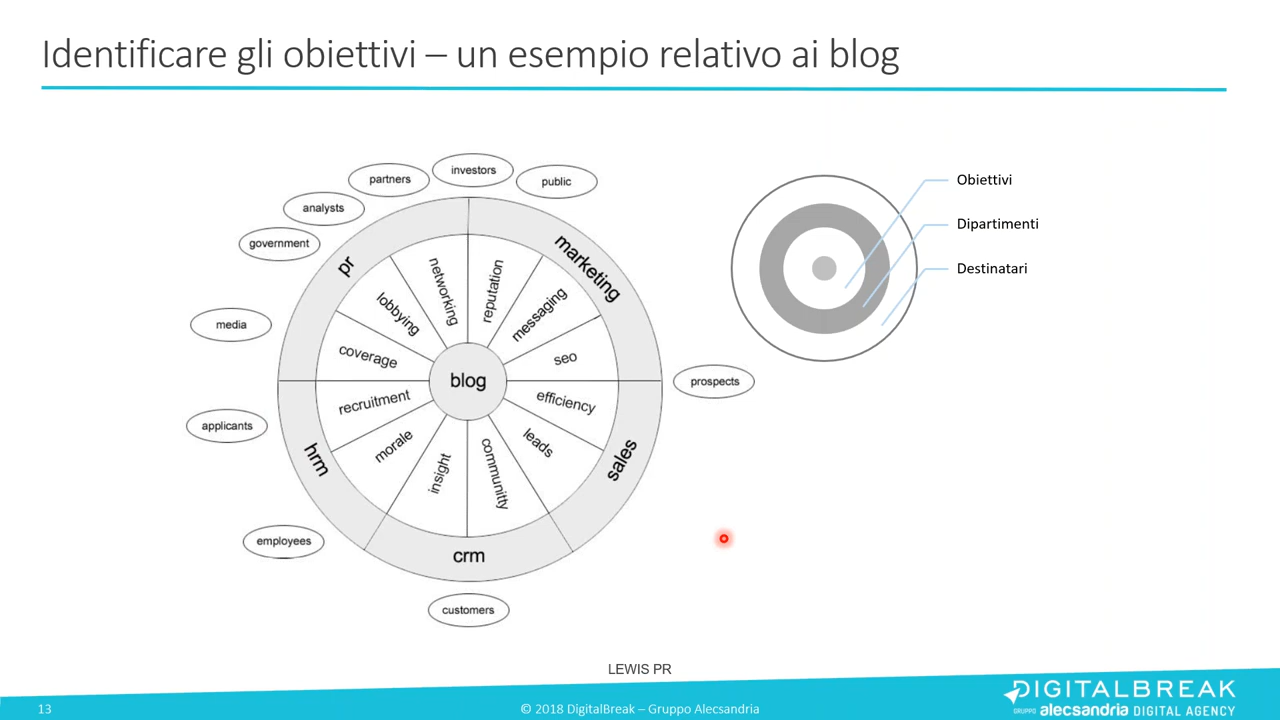 Identificare gli obiettivi – un esempio relativo ai blog
investors
partners
public
analysts
government
media
applicants
employees
customers
prospects
pr
marketing
sales
crm
hrm
networking
reputation
lobbying
messaging
coverage
seo
blog
recruitment
efficiency
morale
leads
insight
communitty
Obiettivi
Dipartimenti
Destinatari
LEWIS PR
13
© 2018 DigitalBreak – Gruppo Alecsandria
DIGITALBREAK
GRUPPO alecsandria DIGITAL AGENCY